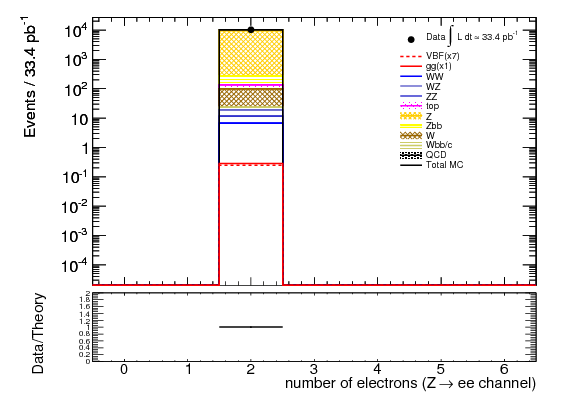 Events / 33.4 pb⁻¹
10⁴
10³
10²
10
1
10⁻¹
10⁻²
10⁻³
10⁻⁴
Data ∫ L dt ≃ 33.4 pb⁻¹
VBF(x7)
gg(x1)
WW
WZ
ZZ
top
Z
Zbb
W
Wbb/c
QCD
Total MC
Data/Theory
2
1.8
1.6
1.4
1.2
1
0.8
0.6
0.4
0.2
0
0 1 2 3 4 5 6
number of electrons (Z → ee channel)